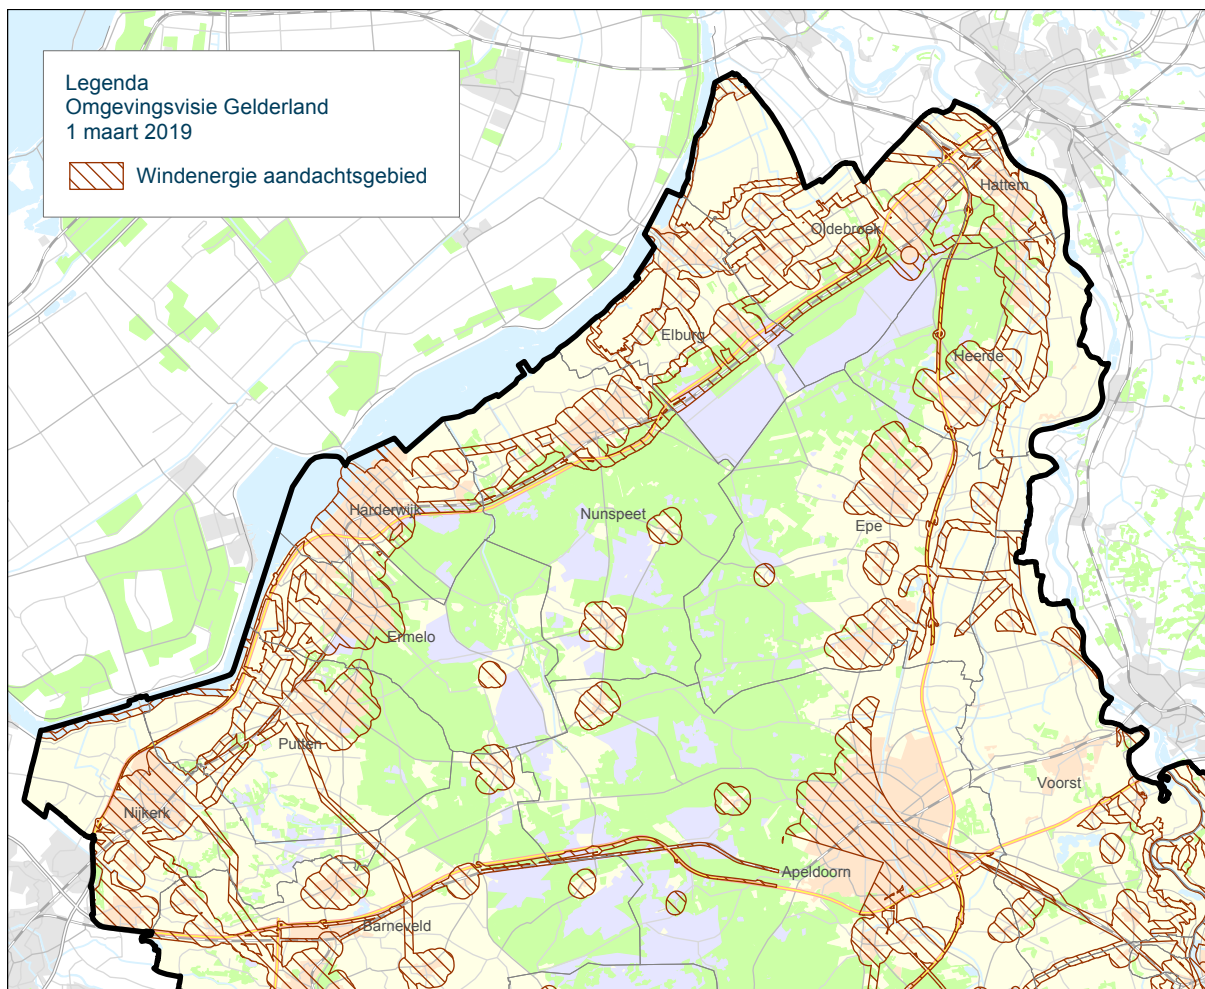 Legenda
Omgevingsvisie Gelderland
1 maart 2019
Windenergie aandachtsgebied
Hattem
Oldebroek
Elburg
Heerde
Harderwijk
Nunspeet
Epe
Ermelo
Putten
Voorst
Nijkerk
Apeldoorn
Barneveld